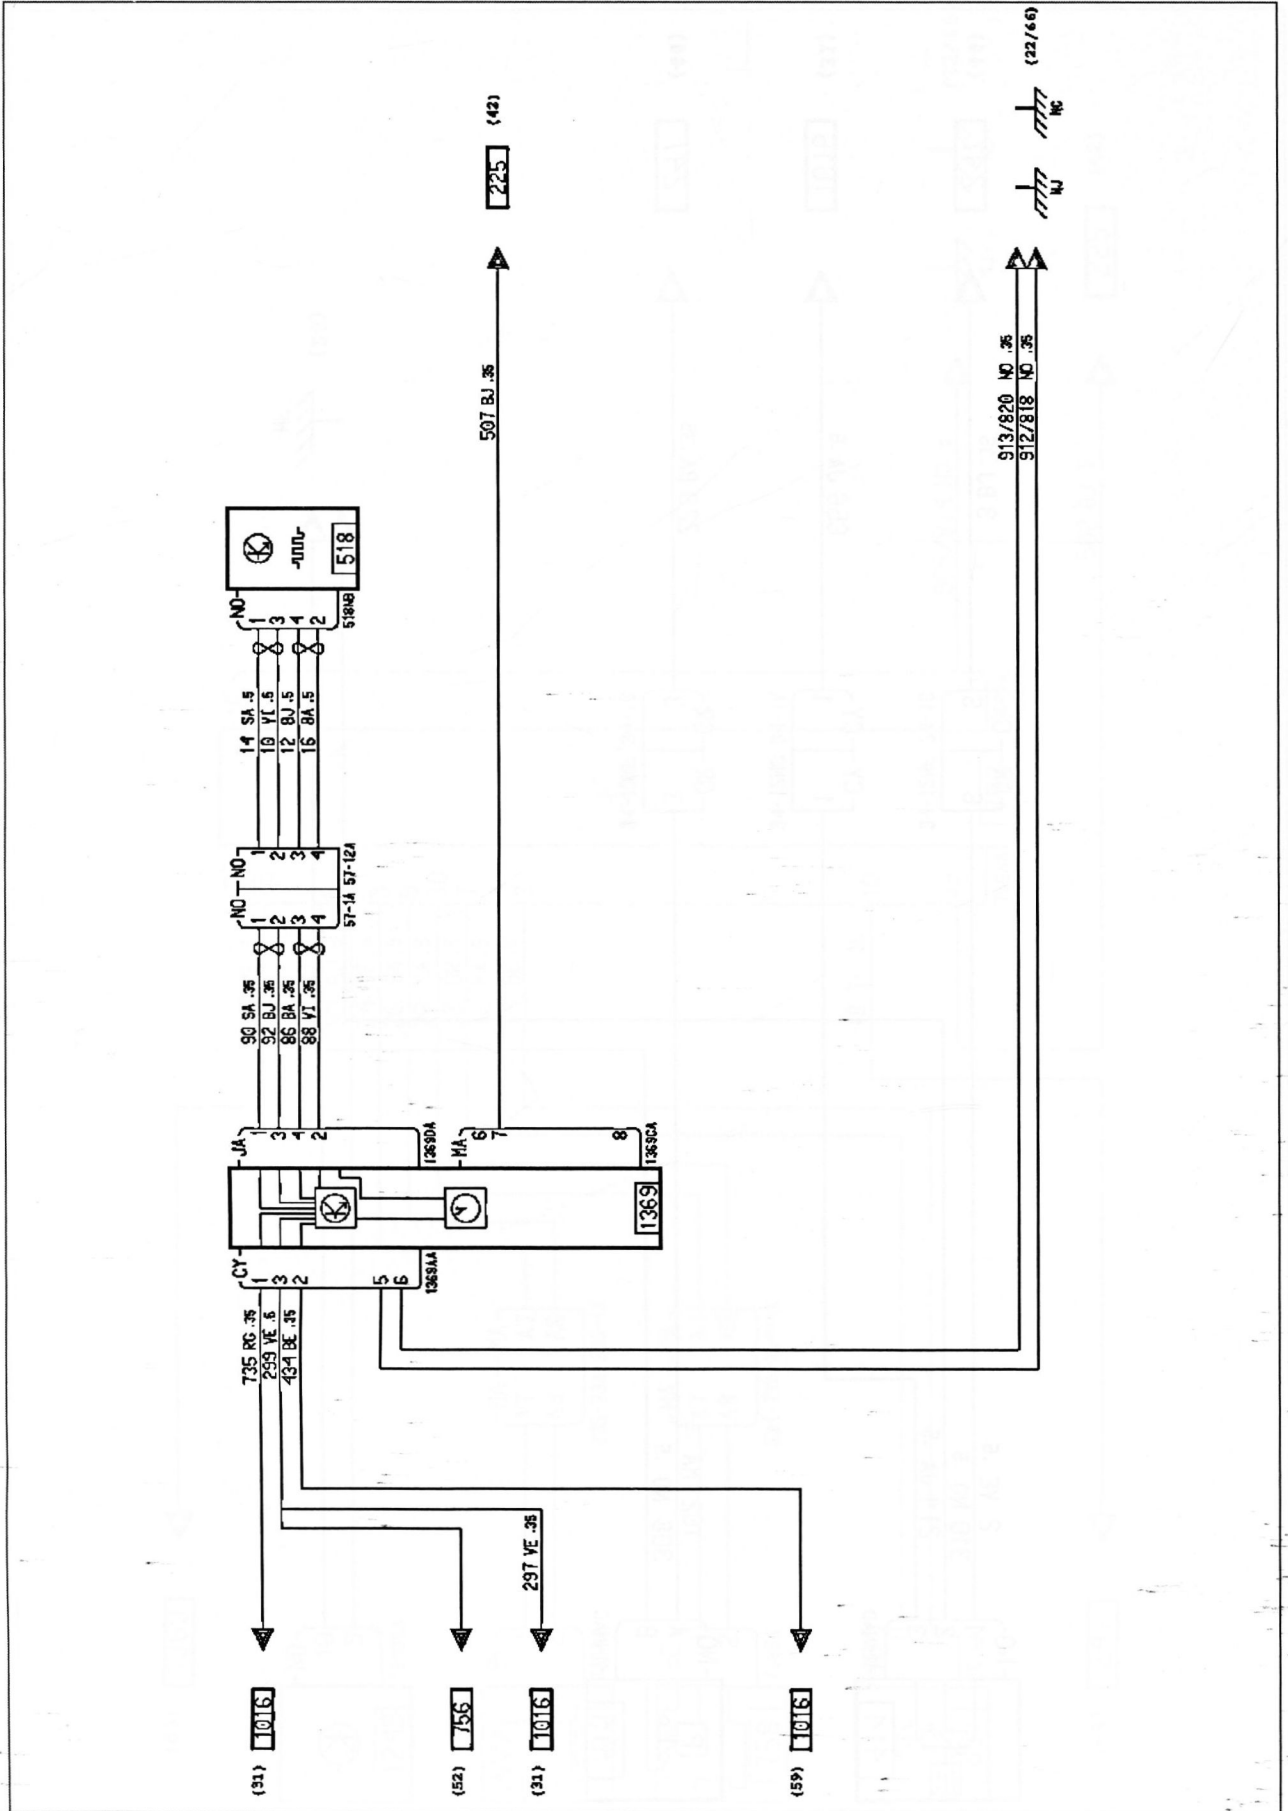 (22/66)
NC
NJ
(42)
225
507 BJ .35
913/820 NO .35
912/818 NO .35
518
NO
1
3
4
2
518NB
14 SA .5
10 VI .5
12 BJ .5
16 BA .5
NO
NO
1
2
3
4
1
2
3
4
57-1A
57-12A
90 SA .35
92 BJ .35
86 BA .35
88 VI .35
JA
1
3
4
2
1369DA
MA
6
7
8
1369CA
1369
CY
1
3
2
5
6
1369AA
735 RG .35
299 VE .5
434 BE .35
297 VE .35
(31)
1016
(52)
756
(31)
1016
(59)
1016